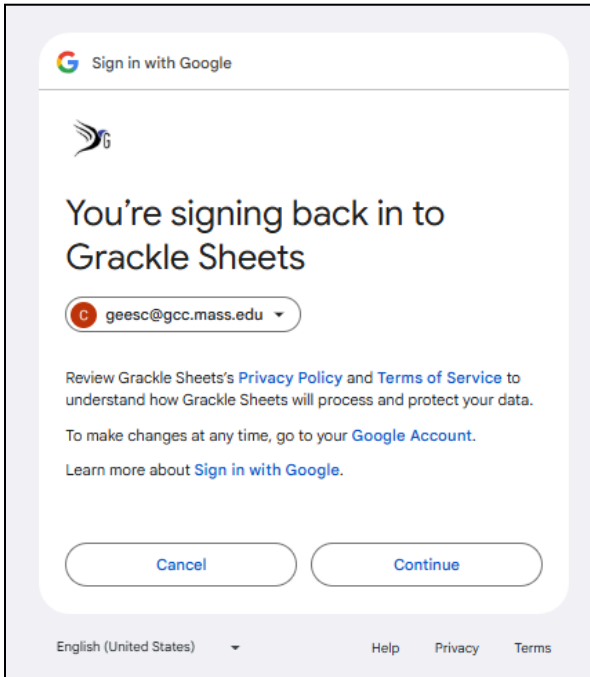 Sign in with Google
G
You're signing back in to
Grackle Sheets
C geesc@gcc.mass.edu
Review Grackle Sheets's Privacy Policy and Terms of Service to
understand how Grackle Sheets will process and protect your data.
To make changes at any time, go to your Google Account.
Learn more about Sign in with Google.
Cancel Continue
English (United States) Help Privacy Terms